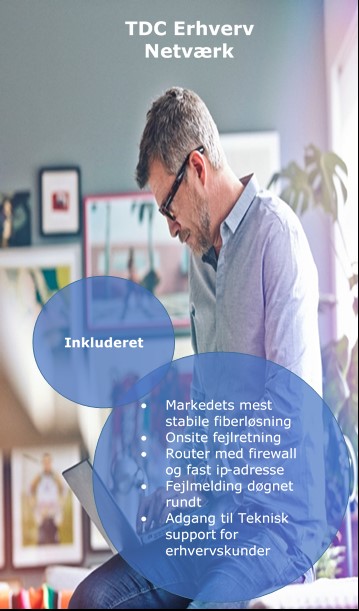 TDC Erhverv
Netværk
Inkluderet
• Markedets mest
stabile fiberløsning
• Onsite fejlretning
• Router med firewall
og fast ip-adresse
• Fejlmelding døgnet
rundt
• Adgang til Teknisk
support for
erhvervskunder